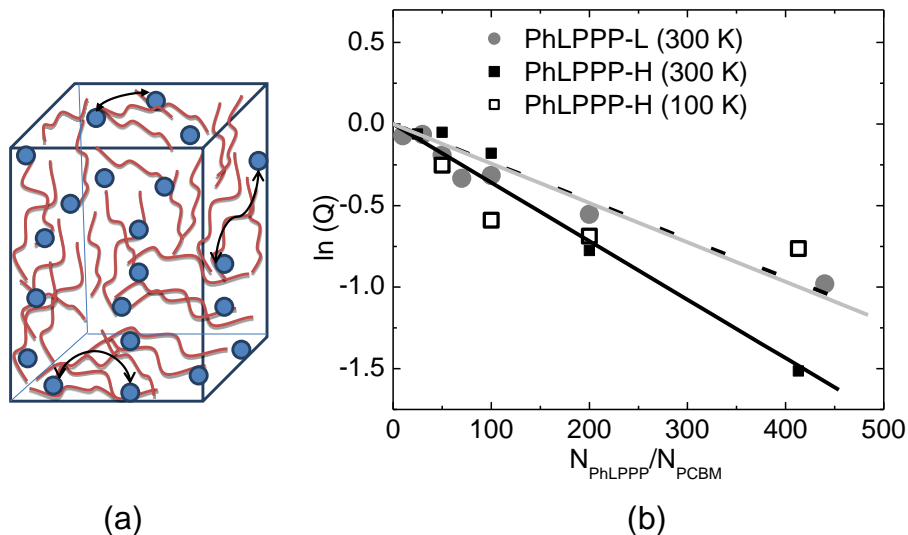 PhLPPP-L (300 K)
PhLPPP-H (300 K)
PhLPPP-H (100 K)
0.5
0.0
-0.5
-1.0
-1.5
ln (Q)
0 100 200 300 400 500
N_PhLPPP/N_PCBM
(a) (b)